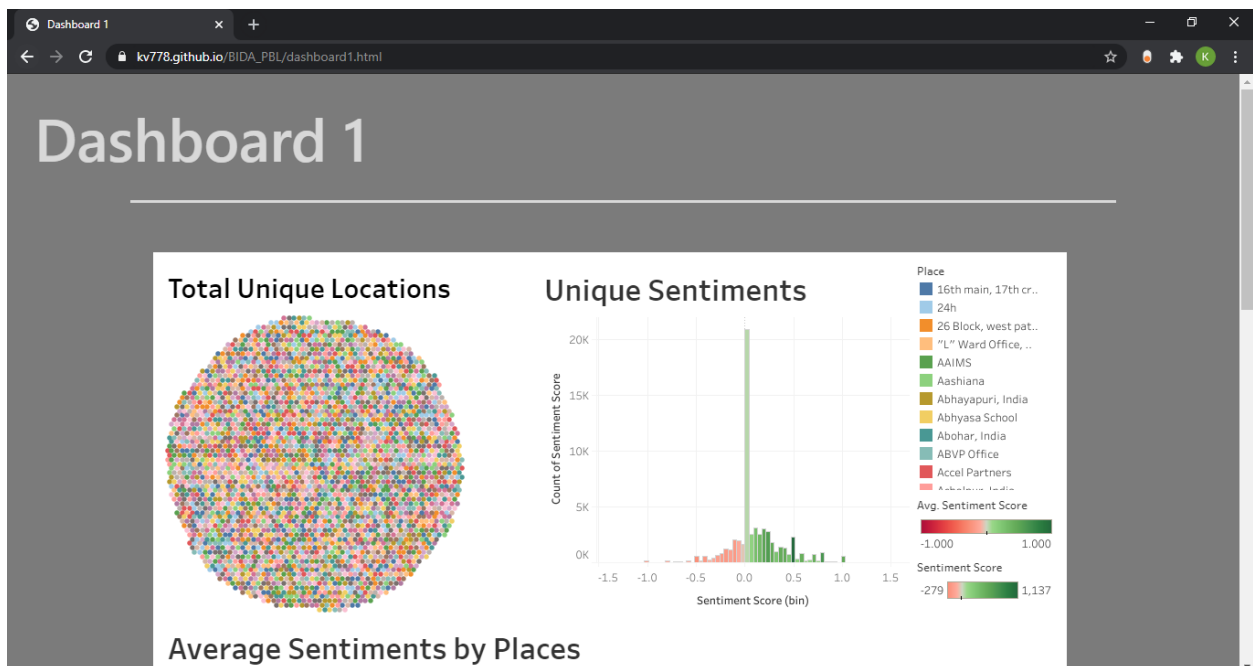 Dashboard 1
kv778.github.io/BIDA_PBL/dashboard1.html
K
Dashboard 1
Total Unique Locations
Unique Sentiments
Count of Sentiment Score
20K
15K
10K
5K
0K
-1.5 -1.0 -0.5 0.0 0.5 1.0 1.5
Sentiment Score (bin)
Place
16th main, 17th cr..
24h
26 Block, west pat..
"L" Ward Office, ..
AAIMS
Aashiana
Abhayapuri, India
Abhyasa School
Abohar, India
ABVP Office
Accel Partners
Avg. Sentiment Score
-1.000 1.000
Sentiment Score
-279 1,137
Average Sentiments by Places